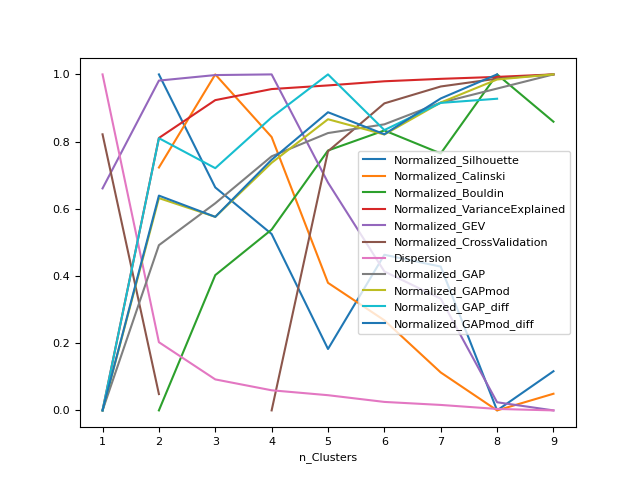 1.0
0.8
0.6
0.4
0.2
0.0
Normalized_Silhouette
Normalized_Calinski
Normalized_Bouldin
Normalized_VarianceExplained
Normalized_GEV
Normalized_CrossValidation
Dispersion
Normalized_GAP
Normalized_GAPmod
Normalized_GAP_diff
Normalized_GAPmod_diff
1 2 3 4 5 6 7 8 9
n_Clusters